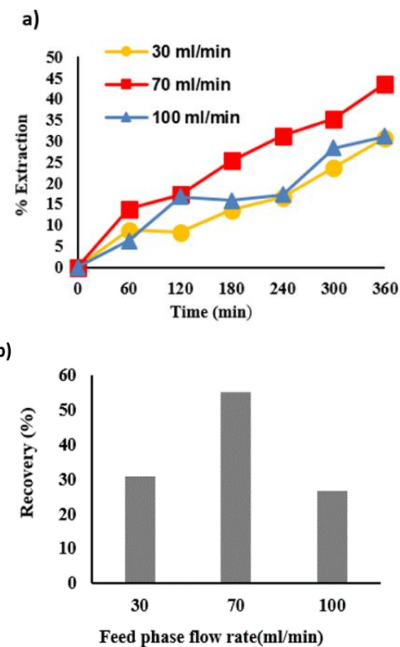 a)
50
45
40
35
30
25
20
15
10
5
0
% Extraction
30 ml/min
70 ml/min
100 ml/min
0 60 120 180 240 300 360
Time (min)
b)
60
50
40
30
20
10
0
Recovery (%)
30 70 100
Feed phase flow rate(ml/min)